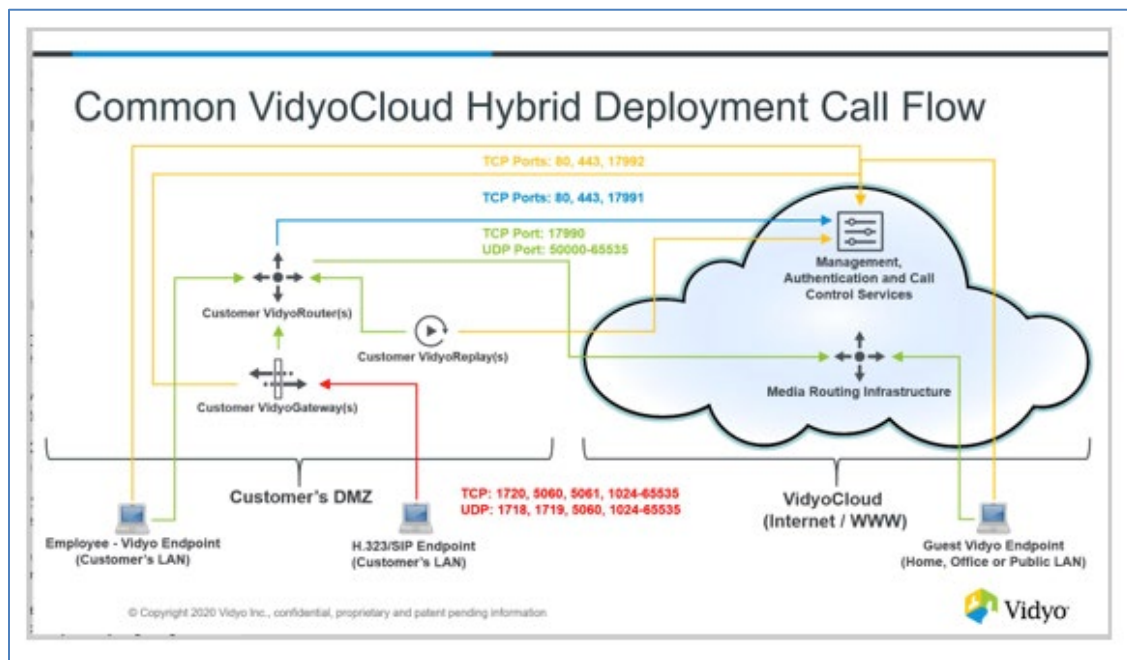 Common VidyoCloud Hybrid Deployment Call Flow
TCP Ports: 80, 443, 17992
TCP Ports: 80, 443, 17991
TCP Port: 17990
UDP Port: 50000-65535
Management,
Authentication and Call
Control Services
Customer VidyoRouter(s)
Customer VidyoReplay(s)
Media Routing Infrastructure
Customer VidyoGateway(s)
Customer's DMZ
TCP: 1720, 5060, 5061, 1024-65535
UDP: 1718, 1719, 5060, 1024-65535
VidyoCloud
(Internet / WWW)
Employee - Vidyo Endpoint
(Customer's LAN)
H.323/SIP Endpoint
(Customer's LAN)
Guest Vidyo Endpoint
(Home, Office or Public LAN)
© Copyright 2020 Vidyo Inc., confidential, proprietary and patent pending information
Vidyo